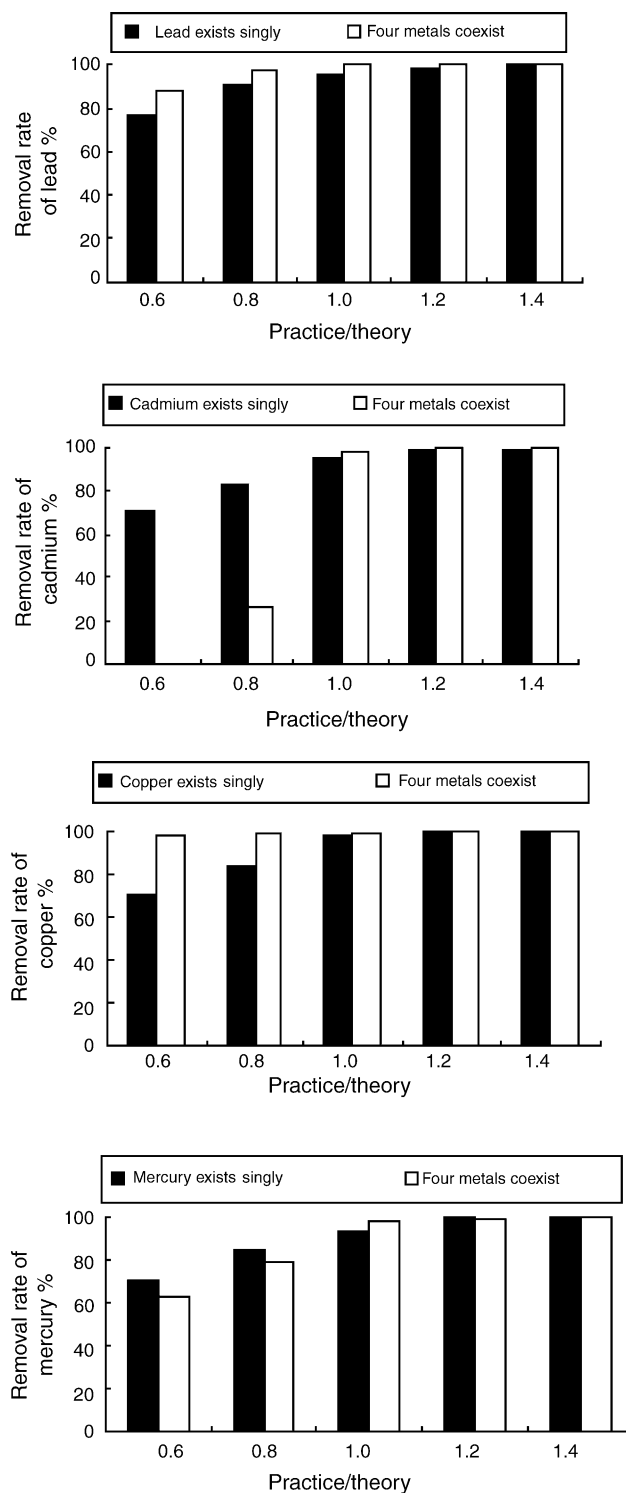 Lead exists singly Four metals coexist
100
80
60
40
20
0
Removal rate
of lead %
0.6 0.8 1.0 1.2 1.4
Practice/theory
Cadmium exists singly Four metals coexist
100
80
60
40
20
0
Removal rate of
cadmium %
0.6 0.8 1.0 1.2 1.4
Practice/theory
Copper exists singly Four metals coexist
100
80
60
40
20
0
Removal rate of
copper %
0.6 0.8 1.0 1.2 1.4
Practice/theory
Mercury exists singly Four metals coexist
100
80
60
40
20
0
Removal rate of
mercury %
0.6 0.8 1.0 1.2 1.4
Practice/theory